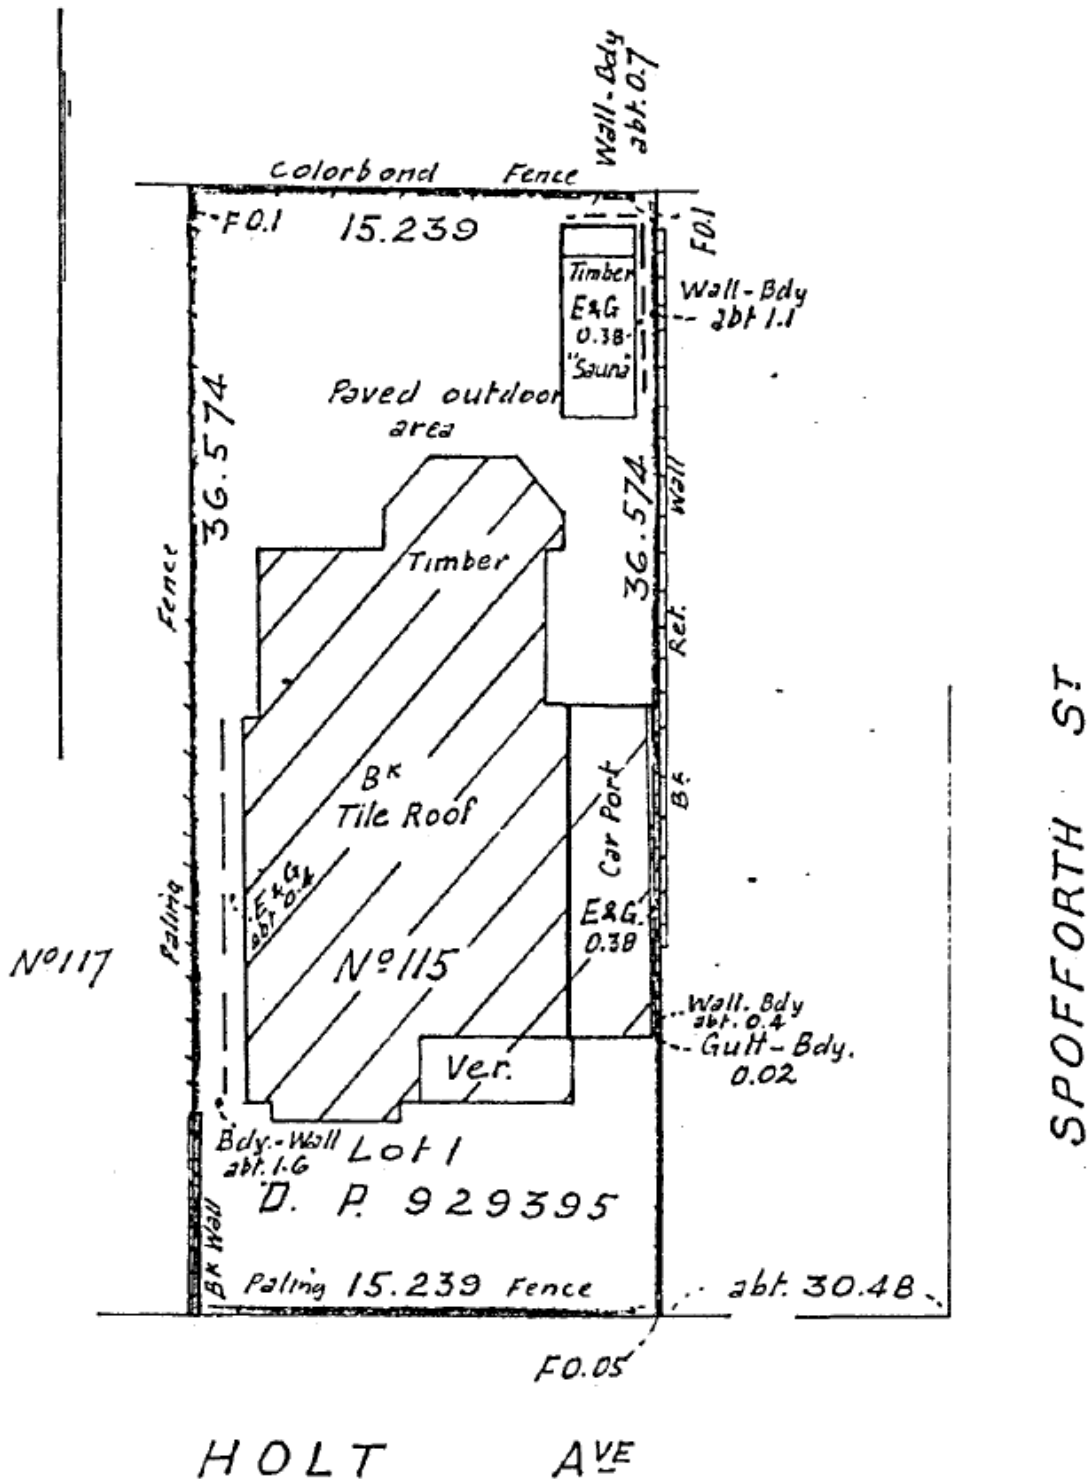 Wall-Bdy
abt. 0.7
Colorbond Fence
F 0.1
15.239
F0.1
Timber
E&G
0.38
"Sauna"
Wall-Bdy
abt 1.1
Paved outdoor
area
36.574
36.574
Fence
Paling
Timber
Wall
Ret.
Bk.
BK
Tile Roof
Car Port
E&G
abt 0.4
E&G.
0.38
Nº117
Nº115
Wall. Bdy
abt. 0.4
Gutt-Bdy.
0.02
Ver.
Bdy.-Wall
abt. 1.6
Lot 1
D. P. 929395
BK Wall
Paling 15.239 Fence
abt. 30.48
F0.05
HOLT AVE
SPOFFORTH ST